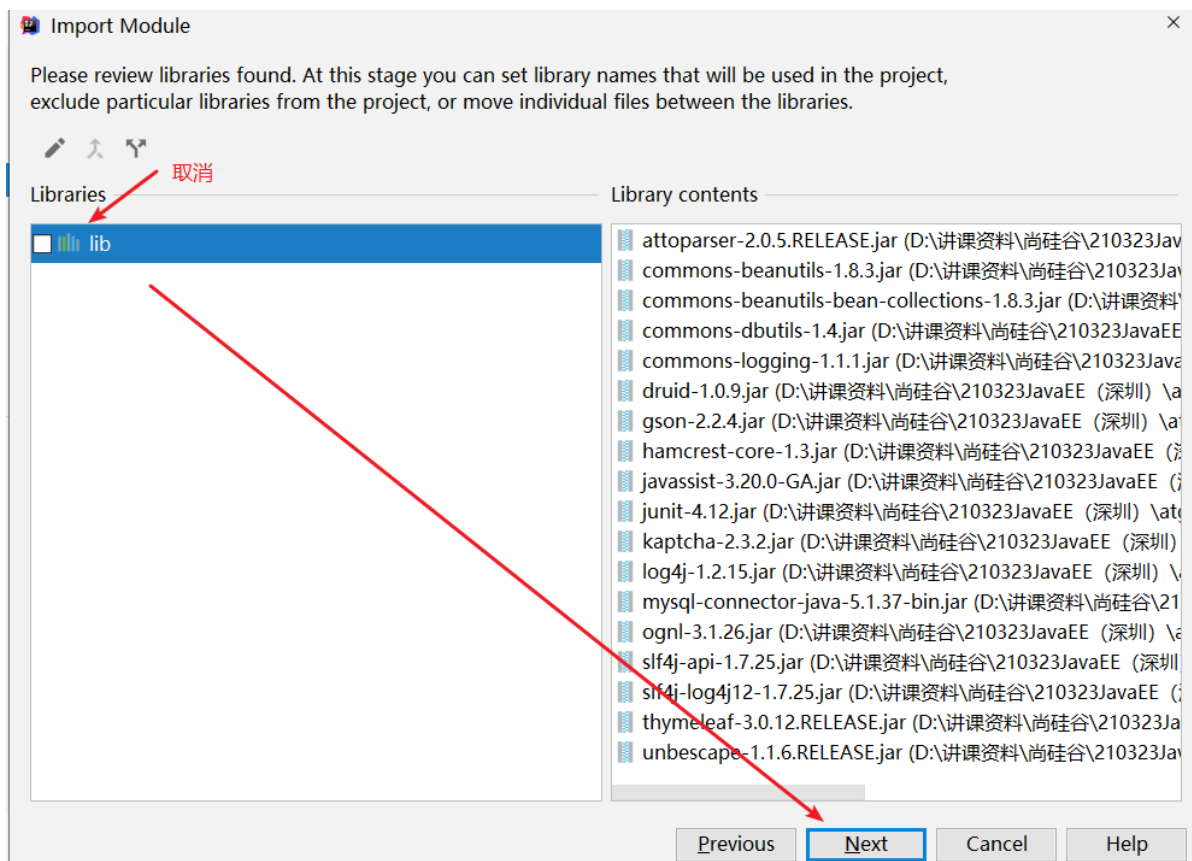 Import Module
Please review libraries found. At this stage you can set library names that will be used in the project,
exclude particular libraries from the project, or move individual files between the libraries.
取消
Libraries
Library contents
lib
attoparser-2.0.5.RELEASE.jar (D:\讲课资料\尚硅谷\210323Jav
commons-beanutils-1.8.3.jar (D:\讲课资料\尚硅谷\210323Jav
commons-beanutils-bean-collections-1.8.3.jar (D:\讲课资料\
commons-dbutils-1.4.jar (D:\讲课资料\尚硅谷\210323JavaEE
commons-logging-1.1.1.jar (D:\讲课资料\尚硅谷\210323Java
druid-1.0.9.jar (D:\讲课资料\尚硅谷\210323JavaEE（深圳）\a
gson-2.2.4.jar (D:\讲课资料\尚硅谷\210323JavaEE（深圳）\at
hamcrest-core-1.3.jar (D:\讲课资料\尚硅谷\210323JavaEE（
javassist-3.20.0-GA.jar (D:\讲课资料\尚硅谷\210323JavaEE（
junit-4.12.jar (D:\讲课资料\尚硅谷\210323JavaEE（深圳）\atg
kaptcha-2.3.2.jar (D:\讲课资料\尚硅谷\210323JavaEE（深圳）
log4j-1.2.15.jar (D:\讲课资料\尚硅谷\210323JavaEE（深圳）\
mysql-connector-java-5.1.37-bin.jar (D:\讲课资料\尚硅谷\21
ognl-3.1.26.jar (D:\讲课资料\尚硅谷\210323JavaEE（深圳）\a
slf4j-api-1.7.25.jar (D:\讲课资料\尚硅谷\210323JavaEE（深圳
slf4j-log4j12-1.7.25.jar (D:\讲课资料\尚硅谷\210323JavaEE（
thymeleaf-3.0.12.RELEASE.jar (D:\讲课资料\尚硅谷\210323Ja
unbescape-1.1.6.RELEASE.jar (D:\讲课资料\尚硅谷\210323Jav
Previous
Next
Cancel
Help